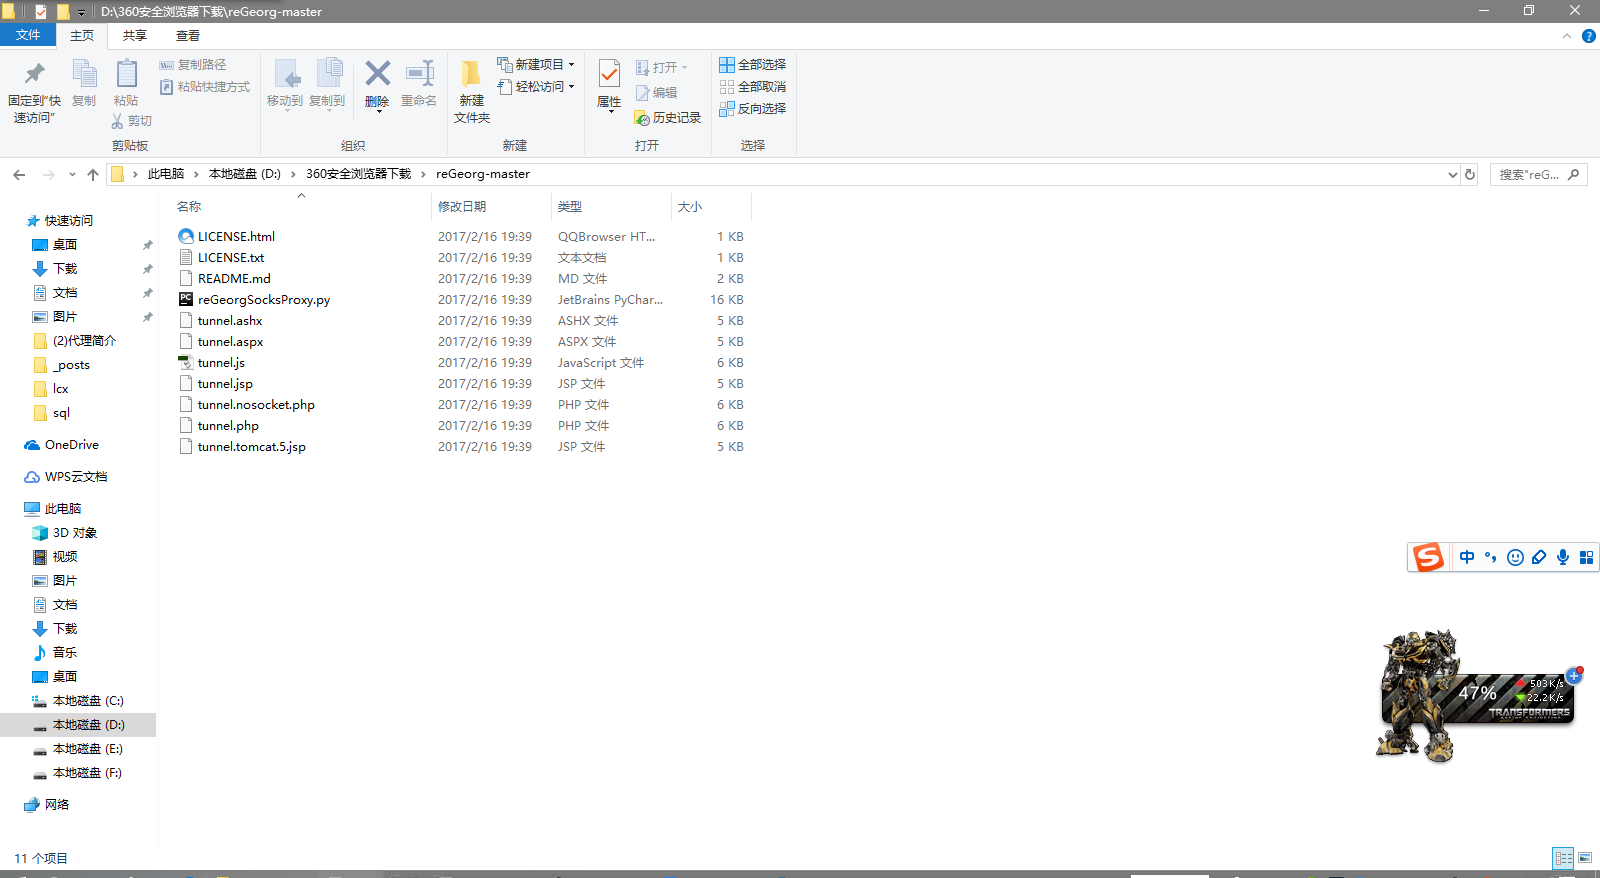 D:\360安全浏览器下载\reGeorg-master
文件 主页 共享 查看
固定到"快速访问"
复制
粘贴
复制路径
粘贴快捷方式
剪切
剪贴板
移动到 复制到 删除 重命名
组织
新建
文件夹
新建项目
轻松访问
新建
属性
打开
编辑
历史记录
打开
全部选择
全部取消
反向选择
选择
此电脑 › 本地磁盘 (D:) › 360安全浏览器下载 › reGeorg-master
搜索"reG...
名称 修改日期 类型 大小
LICENSE.html 2017/2/16 19:39 QQBrowser HT... 1 KB
LICENSE.txt 2017/2/16 19:39 文本文档 1 KB
README.md 2017/2/16 19:39 MD 文件 2 KB
reGeorgSocksProxy.py 2017/2/16 19:39 JetBrains PyChar... 16 KB
tunnel.ashx 2017/2/16 19:39 ASHX 文件 5 KB
tunnel.aspx 2017/2/16 19:39 ASPX 文件 5 KB
tunnel.js 2017/2/16 19:39 JavaScript 文件 6 KB
tunnel.jsp 2017/2/16 19:39 JSP 文件 5 KB
tunnel.nosocket.php 2017/2/16 19:39 PHP 文件 6 KB
tunnel.php 2017/2/16 19:39 PHP 文件 6 KB
tunnel.tomcat.5.jsp 2017/2/16 19:39 JSP 文件 5 KB
快速访问
桌面
下载
文档
图片
(2)代理简介
_posts
lcx
sql
OneDrive
WPS云文档
此电脑
3D 对象
视频
图片
文档
下载
音乐
桌面
本地磁盘 (C:)
本地磁盘 (D:)
本地磁盘 (E:)
本地磁盘 (F:)
网络
11 个项目
S 中
47% 503K/s
22.2K/s
TRANSFORMERS